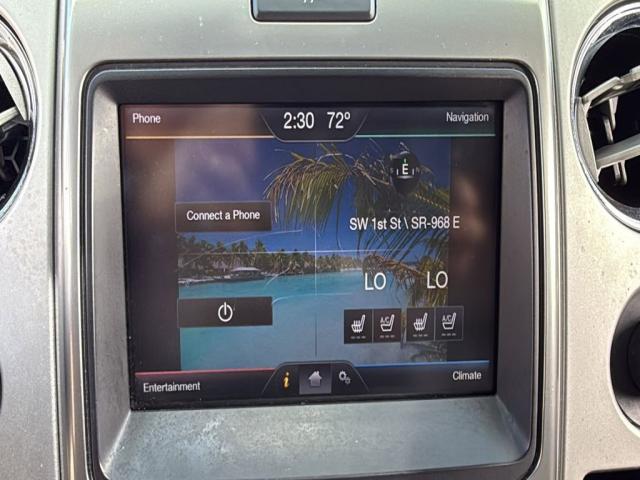 Phone
2:30 72°
Navigation
E
Connect a Phone
SW 1st St \ SR-968 E
LO LO
A/C A/C
Entertainment
i
Climate